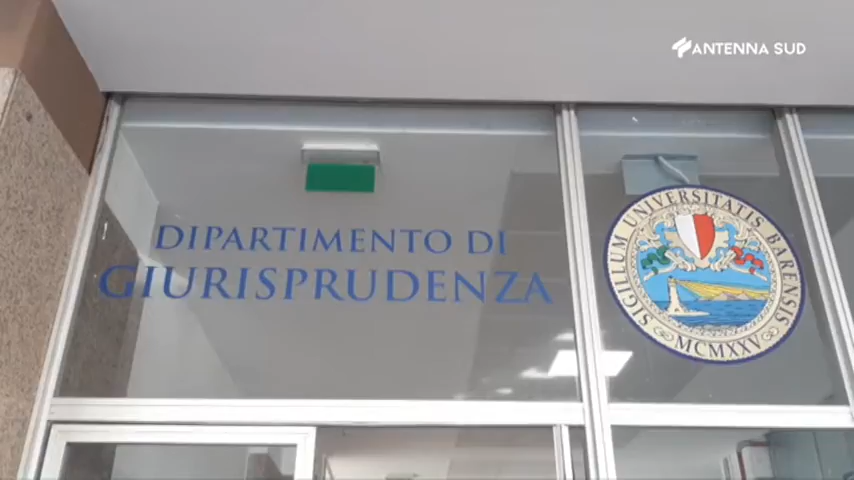 ANTENNA SUD
DIPARTIMENTO DI
GIURISPRUDENZA
SIGILLUM UNIVERSITATIS BARENSIS
MCMXXV